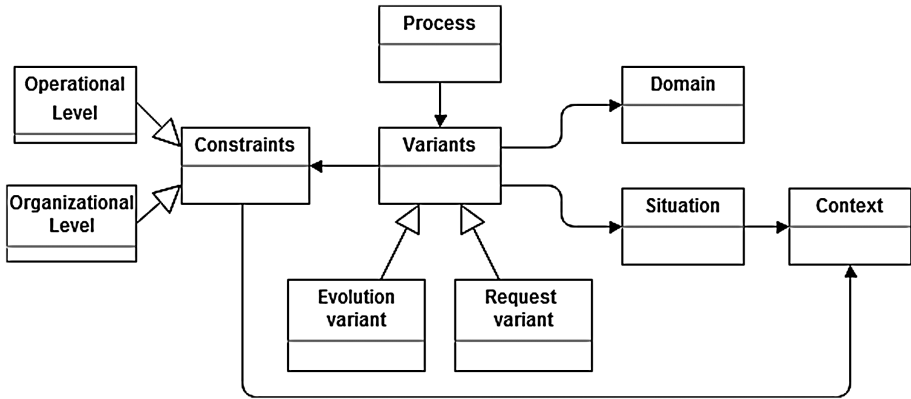 Process
Operational
Level
Domain
Constraints
Variants
Organizational
Level
Situation
Context
Evolution
variant
Request
variant